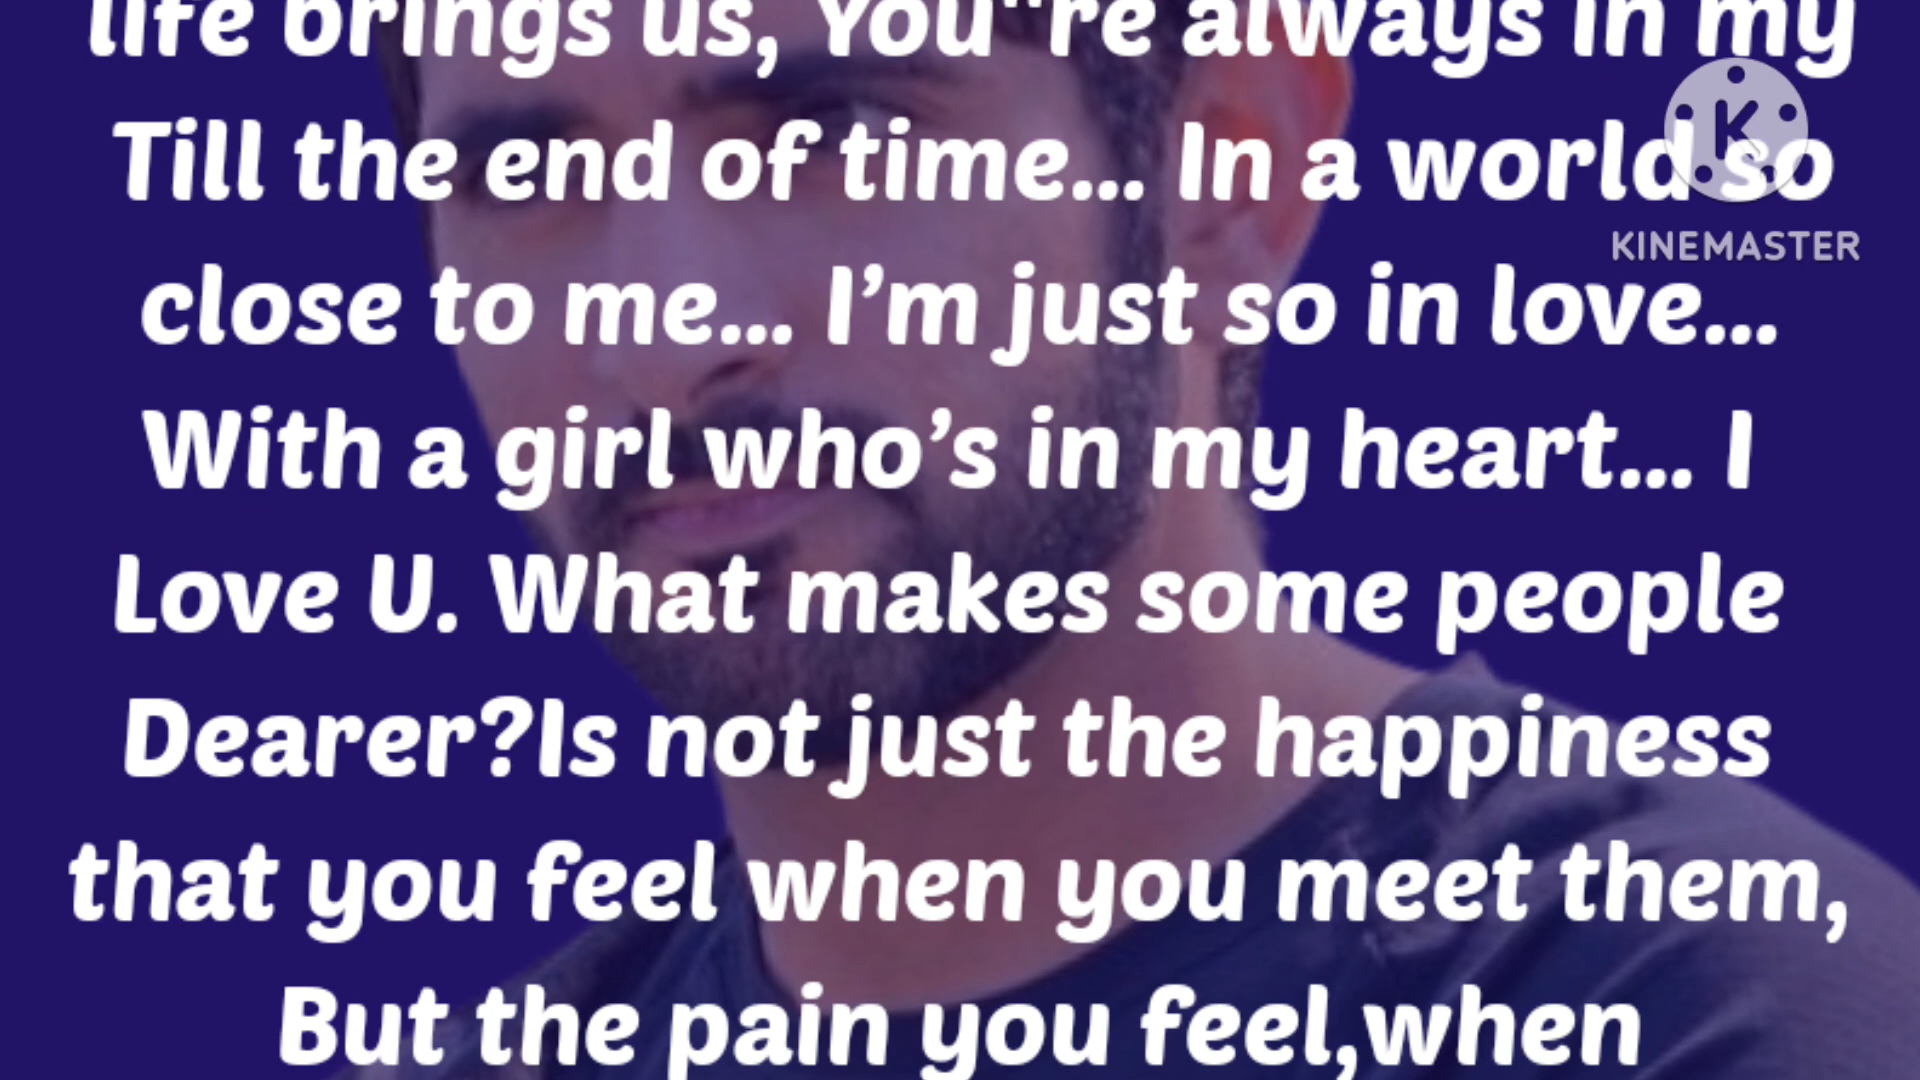 life brings us, You"re always in my
Till the end of time... In a world so
close to me... I’m just so in love...
With a girl who’s in my heart... I
Love U. What makes some people
Dearer?Is not just the happiness
that you feel when you meet them,
But the pain you feel,when
K
KINEMASTER